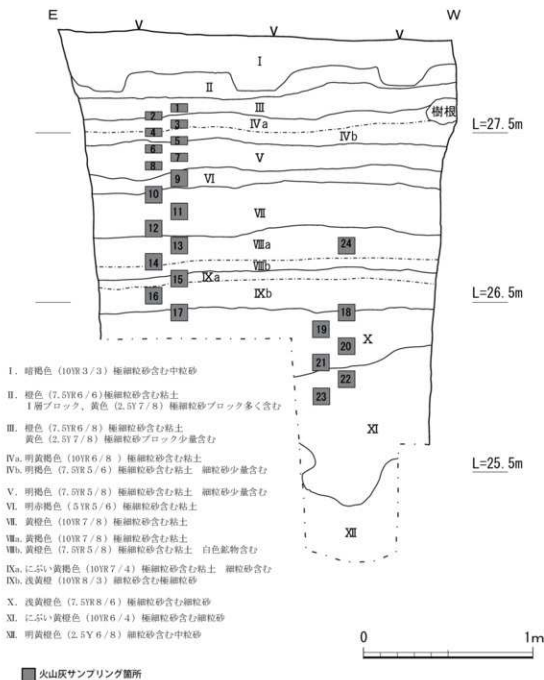 E W
Ⅰ
Ⅱ
1 Ⅲ
樹根
2
3 Ⅳa
L=27.5m
4
5 Ⅳb
6
7 Ⅴ
8
9 Ⅵ
10
11 Ⅶ
12
13 Ⅷa 24
14 Ⅷb
15 Ⅸa
16 Ⅸb
L=26.5m
17 18
19 Ⅹ
20
21
22
23
Ⅺ
L=25.5m
Ⅻ
Ⅰ. 暗褐色(10YR3/3)極細粒砂含む中粒砂
Ⅱ. 橙色(7.5YR6/6)極細粒砂含む粘土
Ⅰ層ブロック、黄色(2.5Y7/8)極細粒砂ブロック多く含む
Ⅲ. 橙色(7.5Y6/8)極細粒砂含む粘土
黄色(2.5Y7/8)極細粒砂ブロック少量含む
Ⅳa. 明黄褐色(10YR6/8)極細粒砂含む粘土
Ⅳb. 明褐色(7.5YR5/6)極細粒砂含む粘土 細粒砂少量含む
Ⅴ. 明褐色(7.5YR5/8)極細粒砂含む粘土 細粒砂少量含む
Ⅵ. 明赤褐色(5YR5/6)極細粒砂含む粘土
Ⅶ. 黄橙色(10YR7/8)極細粒砂含む粘土
Ⅷa. 黄橙色(10YR7/8)極細粒砂含む粘土
Ⅷb. 黄橙色(7.5YR5/8)極細粒砂含む粘土 白色鉱物含む
Ⅸa. にぶい黄橙色(10YR7/4)極細粒砂含む粘土 細粒砂含む
Ⅸb. 浅黄橙(10YR8/3)細粒砂含む極細粒砂
Ⅹ. 浅黄橙色(7.5YR8/6)極細粒砂含む細粒砂
Ⅺ. にぶい黄橙色(10YR6/4)極細粒砂含む細粒砂
Ⅻ. 明黄橙色(2.5Y6/8)細粒砂含む中粒砂
0 1m
火山灰サンプリング箇所